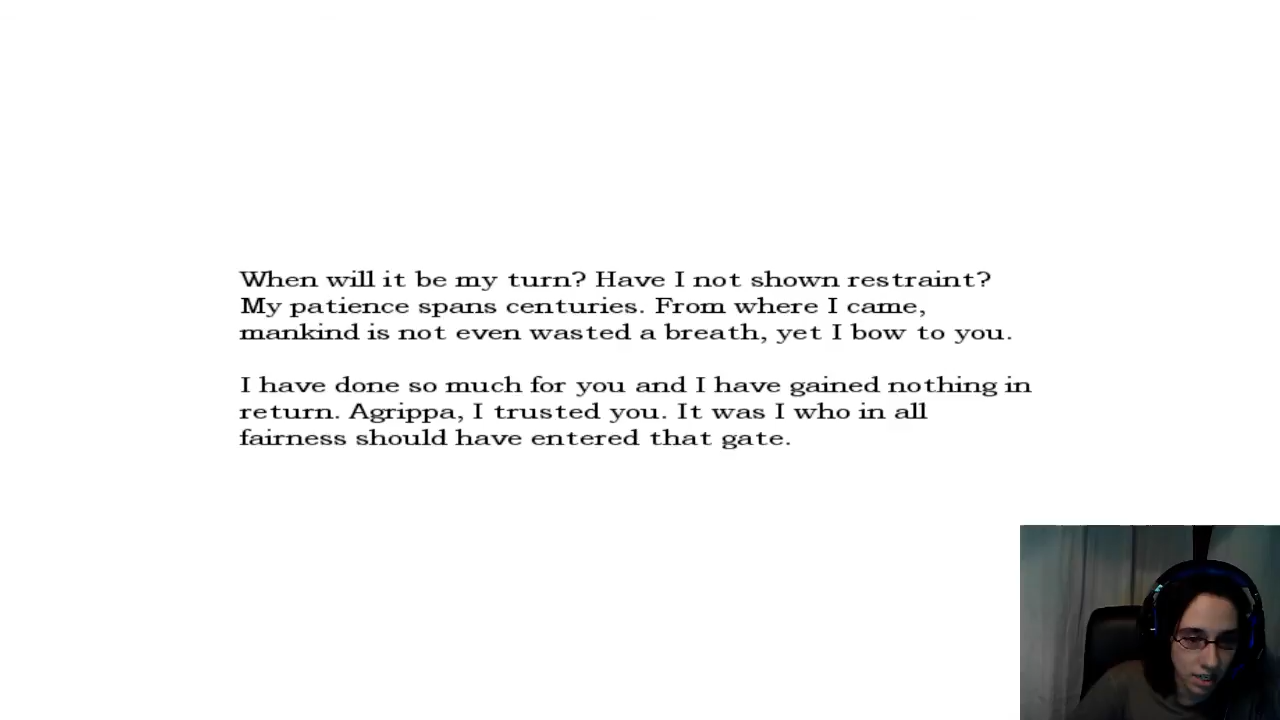 When will it be my turn? Have I not shown restraint?
My patience spans centuries. From where I came,
mankind is not even wasted a breath, yet I bow to you.
I have done so much for you and I have gained nothing in
return. Agrippa, I trusted you. It was I who in all
fairness should have entered that gate.